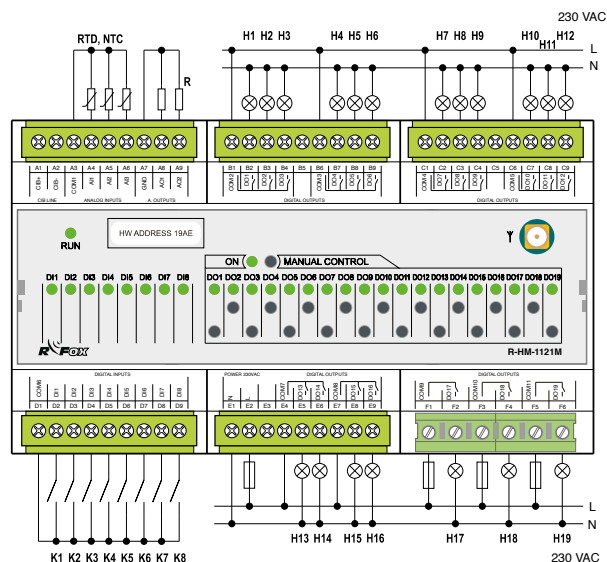 230 VAC
RTD, NTC
H1 H2 H3
H4 H5 H6
H7 H8 H9
H10 H11 H12
R
L
N
A1 A2 A3 A4 A5 A6 A7 A8 A9
CIB+ CIB- COM1 AI1 AI2 AI3 GND AO1 AO2
CIB LINE ANALOG INPUTS A. OUTPUTS
B1 B2 B3 B4 B5 B6 B7 B8 B9
COM2 DO1 DO2 DO3 COM3 DO4 DO5 DO6
DIGITAL OUTPUTS
C1 C2 C3 C4 C5 C6 C7 C8 C9
COM4 DO7 DO8 DO9 COM5 DO10 DO11 DO12
DIGITAL OUTPUTS
RUN
HW ADDRESS 19AE
ON ( ) MANUAL CONTROL
DI1 DI2 DI3 DI4 DI5 DI6 DI7 DI8
DO1 DO2 DO3 DO4 DO5 DO6 DO7 DO8 DO9 DO10 DO11 DO12 DO13 DO14 DO15 DO16 DO17 DO18 DO19
R FOX
R-HM-1121M
DIGITAL INPUTS
COM6 DI1 DI2 DI3 DI4 DI5 DI6 DI7 DI8
D1 D2 D3 D4 D5 D6 D7 D8 D9
POWER 230VAC DIGITAL OUTPUTS
N L COM7 DO13 DO14 COM8 DO15 DO16
E1 E2 E3 E4 E5 E6 E7 E8 E9
DIGITAL OUTPUTS
COM9 DO17 COM10 DO18 COM11 DO19
F1 F2 F3 F4 F5 F6
L
N
K1 K2 K3 K4 K5 K6 K7 K8
H13 H14 H15 H16
H17 H18 H19
230 VAC